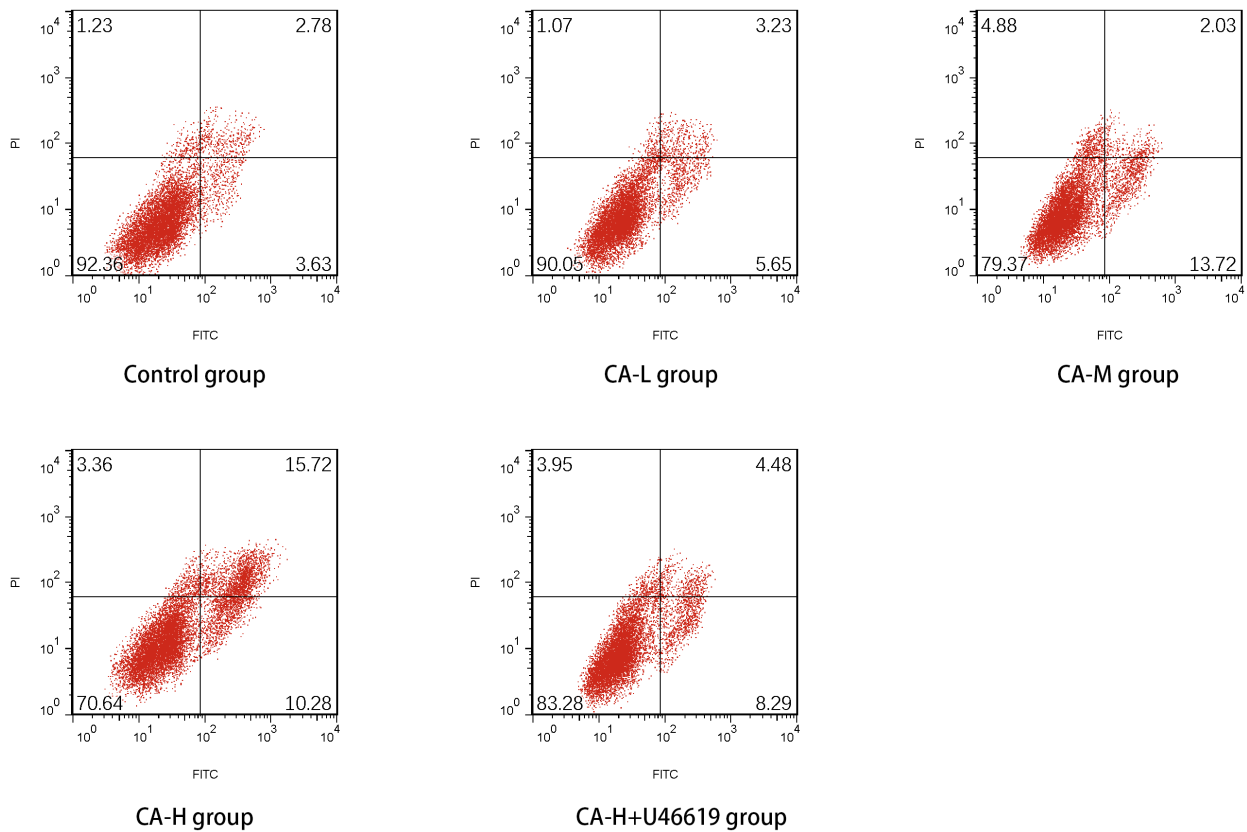 10⁴ 1.23 2.78
10³
PI 10²
10¹
10⁰ 92.36 3.63
10⁰ 10¹ 10² 10³ 10⁴
FITC
Control group
10⁴ 1.07 3.23
10³
PI 10²
10¹
10⁰ 90.05 5.65
10⁰ 10¹ 10² 10³ 10⁴
FITC
CA-L group
10⁴ 4.88 2.03
10³
PI 10²
10¹
10⁰ 79.37 13.72
10⁰ 10¹ 10² 10³ 10⁴
FITC
CA-M group
10⁴ 3.36 15.72
10³
PI 10²
10¹
10⁰ 70.64 10.28
10⁰ 10¹ 10² 10³ 10⁴
FITC
CA-H group
10⁴ 3.95 4.48
10³
PI 10²
10¹
10⁰ 83.28 8.29
10⁰ 10¹ 10² 10³ 10⁴
FITC
CA-H+U46619 group